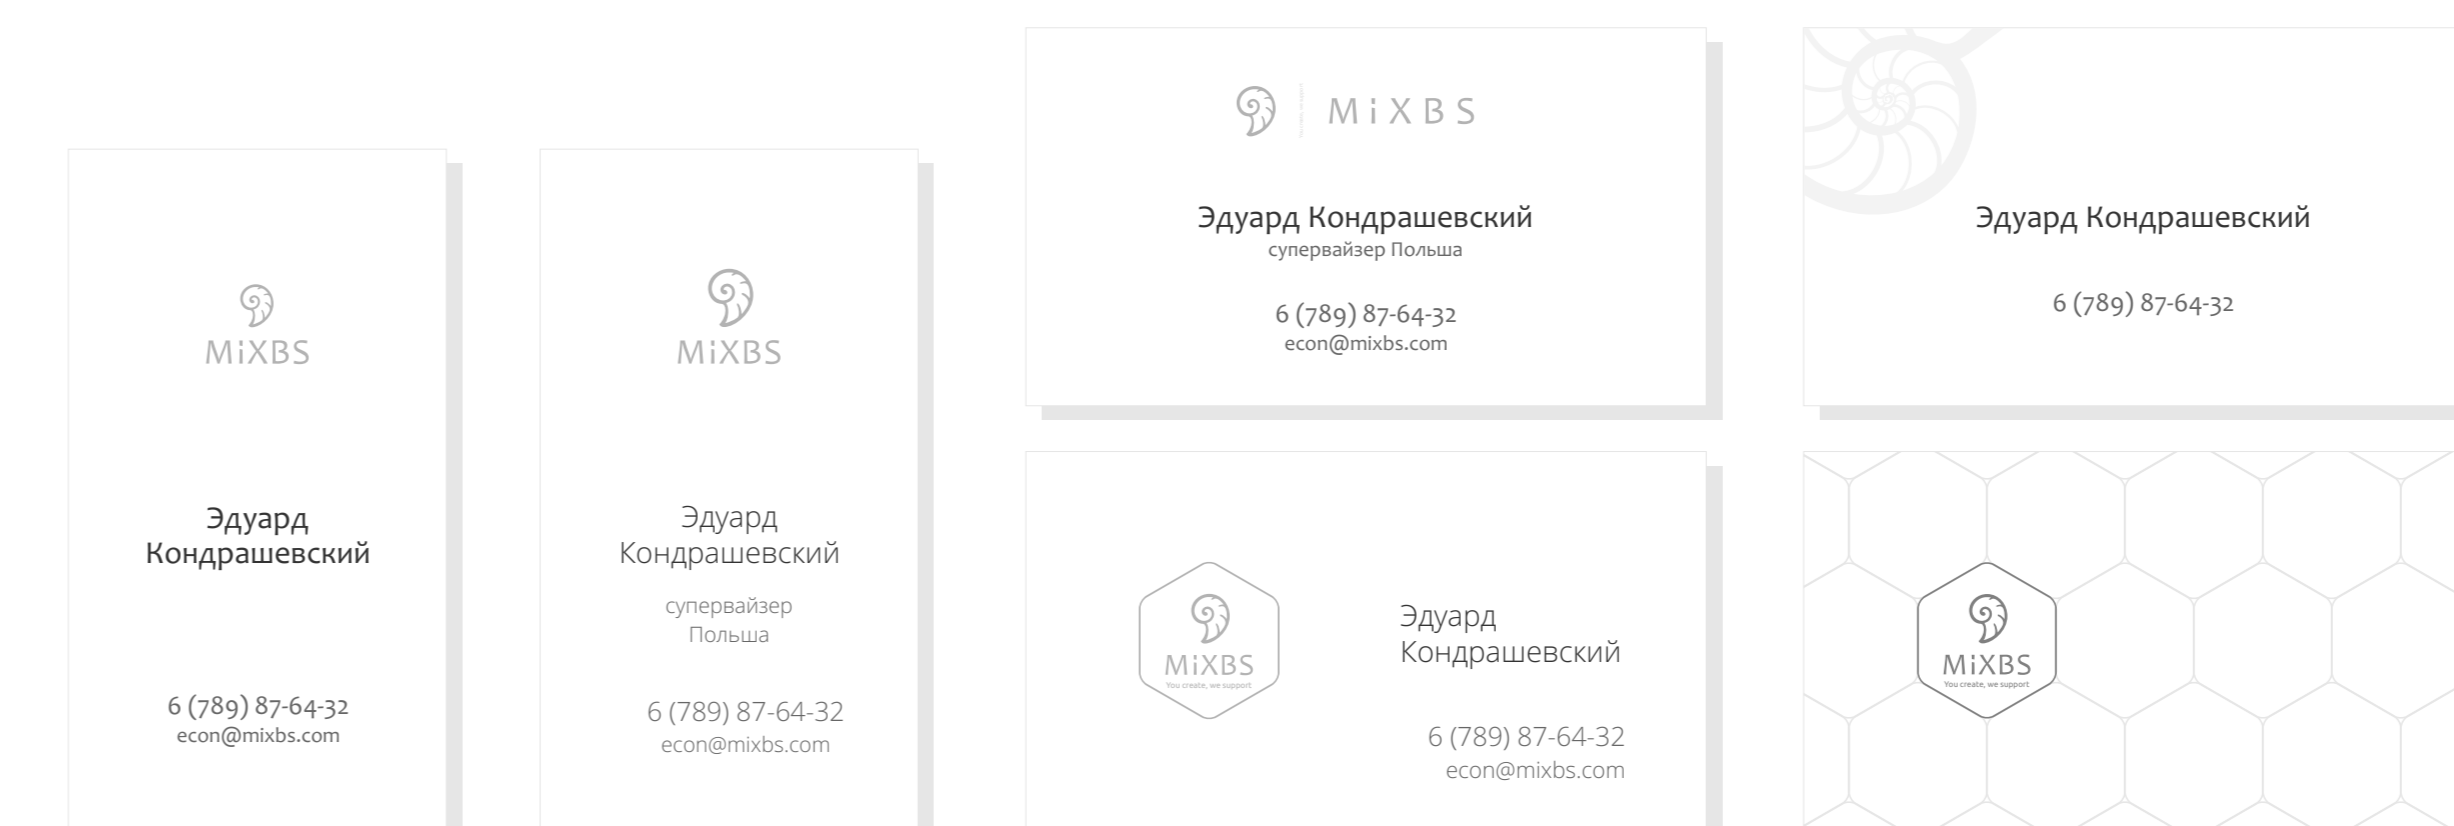 MiXBS
Эдуард
Кондрашевский
6 (789) 87-64-32
econ@mixbs.com
MiXBS
Эдуард
Кондрашевский
супервайзер
Польша
6 (789) 87-64-32
econ@mixbs.com
MiXBS
Эдуард Кондрашевский
супервайзер Польша
6 (789) 87-64-32
econ@mixbs.com
Эдуард Кондрашевский
6 (789) 87-64-32
MiXBS
You create, we support
Эдуард
Кондрашевский
6 (789) 87-64-32
econ@mixbs.com
MiXBS
You create, we support